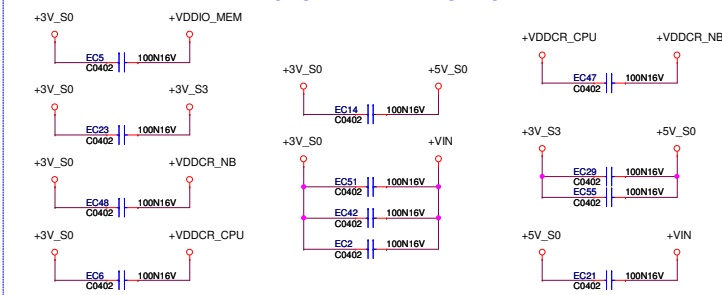 +3V_S0 +VDDIO_MEM
EC5 100N16V
C0402
+3V_S0 +3V_S3
EC23 100N16V
C0402
+3V_S0 +VDDCR_NB
EC48 100N16V
C0402
+3V_S0 +VDDCR_CPU
EC6 100N16V
C0402
+3V_S0 +5V_S0
EC14 100N16V
C0402
+3V_S0 +VIN
EC51 100N16V
C0402
EC42 100N16V
C0402
EC2 100N16V
C0402
+VDDCR_CPU +VDDCR_NB
EC47 100N16V
C0402
+3V_S3 +5V_S0
EC29 100N16V
C0402
EC55 100N16V
C0402
+5V_S0 +VIN
EC21 100N16V
C0402